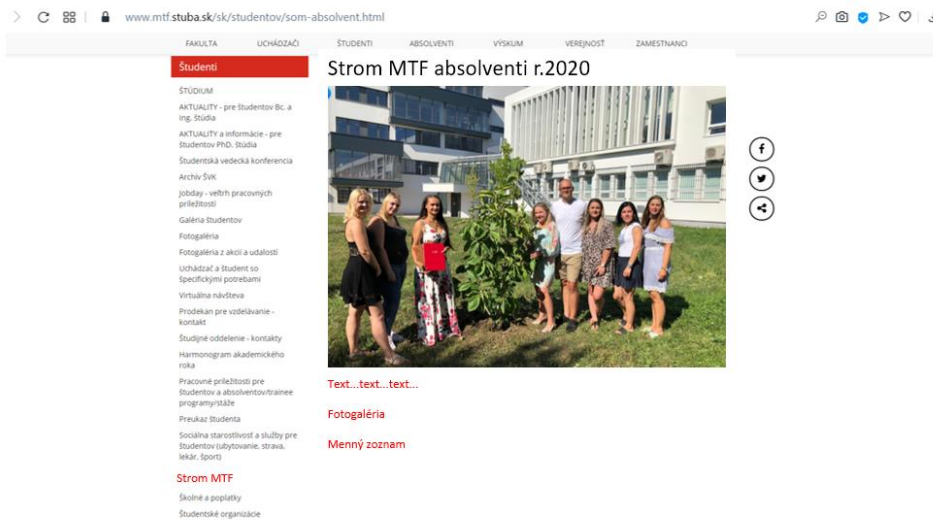 www.mtf.stuba.sk/sk/studentov/som-absolvent.html
FAKULTA UCHÁDZAČI ŠTUDENTI ABSOLVENTI VÝSKUM VEREJNOSŤ ZAMESTNANCI
Študenti
ŠTÚDIUM
AKTUALITY - pre študentov Bc. a
Ing. štúdia
AKTUALITY a informácie - pre
študentov PhD. štúdia
Študentská vedecká konferencia
Archív ŠVK
Jobday - veľtrh pracovných
príležitostí
Galéria študentov
Fotogaléria
Fotogaléria z akcií a udalostí
Uchádzač a študent so
špecifickými potrebami
Virtuálna návšteva
Prodekan pre vzdelávanie -
kontakt
Študijné oddelenie - kontakty
Harmonogram akademického
roka
Pracovné príležitosti pre
študentov a absolventov/trainee
programy/stáže
Preukaz študenta
Sociálna starostlivosť a služby pre
študentov (ubytovanie, strava,
lekár, šport)
Strom MTF
Školné a poplatky
Študentské organizácie
Strom MTF absolventi r.2020
Text...text...text...
Fotogaléria
Menný zoznam